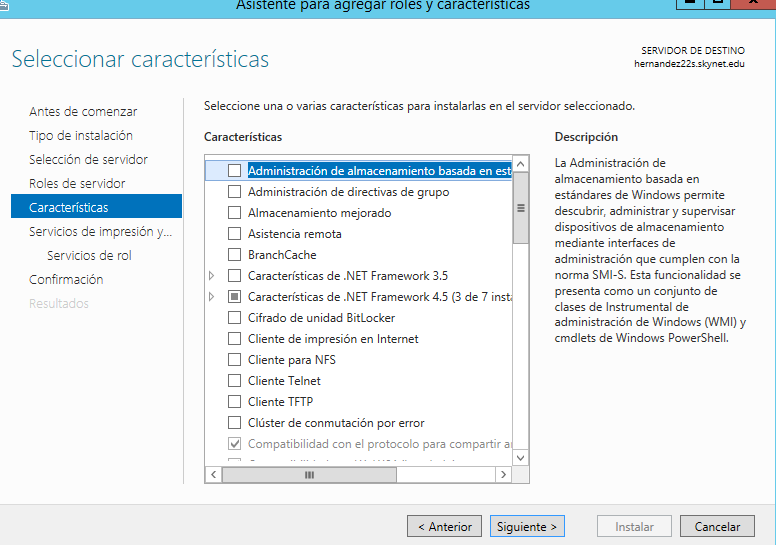 Asistente para agregar roles y características
Seleccionar características
SERVIDOR DE DESTINO
hernandez22s.skynet.edu
Antes de comenzar
Tipo de instalación
Selección de servidor
Roles de servidor
Características
Servicios de impresión y...
Servicios de rol
Confirmación
Resultados
Seleccione una o varias características para instalarlas en el servidor seleccionado.
Características
Administración de almacenamiento basada en est
Administración de directivas de grupo
Almacenamiento mejorado
Asistencia remota
BranchCache
Características de .NET Framework 3.5
Características de .NET Framework 4.5 (3 de 7 insta
Cifrado de unidad BitLocker
Cliente de impresión en Internet
Cliente para NFS
Cliente Telnet
Cliente TFTP
Clúster de conmutación por error
Compatibilidad con el protocolo para compartir ar
Descripción
La Administración de
almacenamiento basada en
estándares de Windows permite
descubrir, administrar y supervisar
dispositivos de almacenamiento
mediante interfaces de
administración que cumplen con la
norma SMI-S. Esta funcionalidad se
presenta como un conjunto de
clases de Instrumental de
administración de Windows (WMI) y
cmdlets de Windows PowerShell.
< Anterior
Siguiente >
Instalar
Cancelar